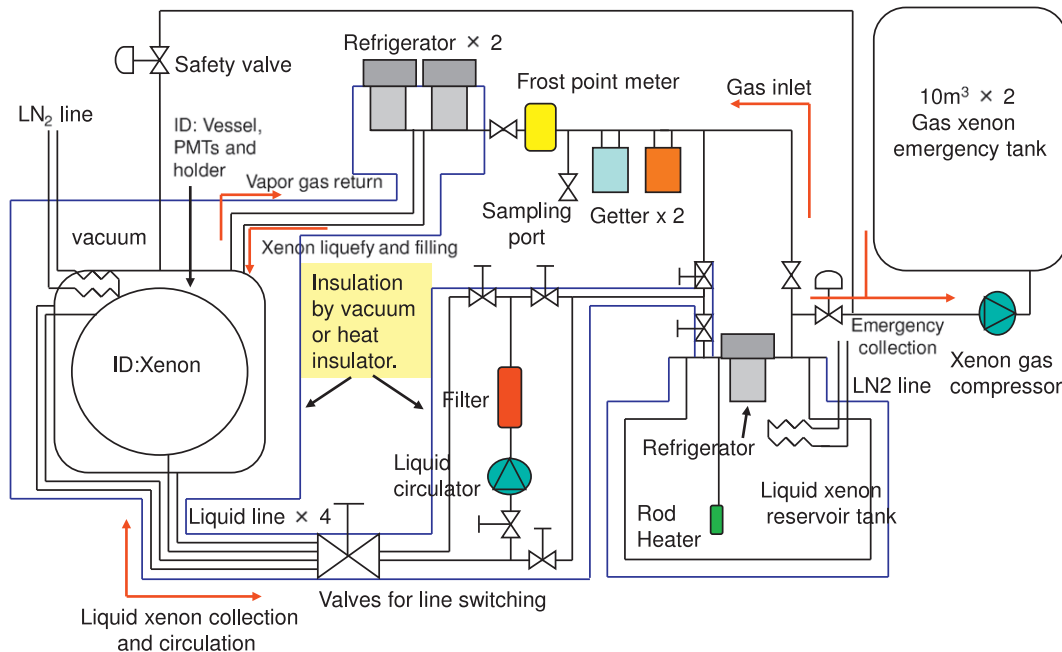 Refrigerator × 2
Safety valve
Frost point meter
Gas inlet
10m³ × 2
Gas xenon
emergency tank
LN₂ line
ID: Vessel,
PMTs and
holder
Vapor gas return
Sampling
port
Getter x 2
vacuum
Xenon liquefy and filling
Insulation
by vacuum
or heat
insulator.
Emergency
collection
Xenon gas
compressor
ID:Xenon
LN2 line
Filter
Refrigerator
Liquid
circulator
Liquid xenon
reservoir tank
Rod
Heater
Liquid line × 4
Valves for line switching
Liquid xenon collection
and circulation